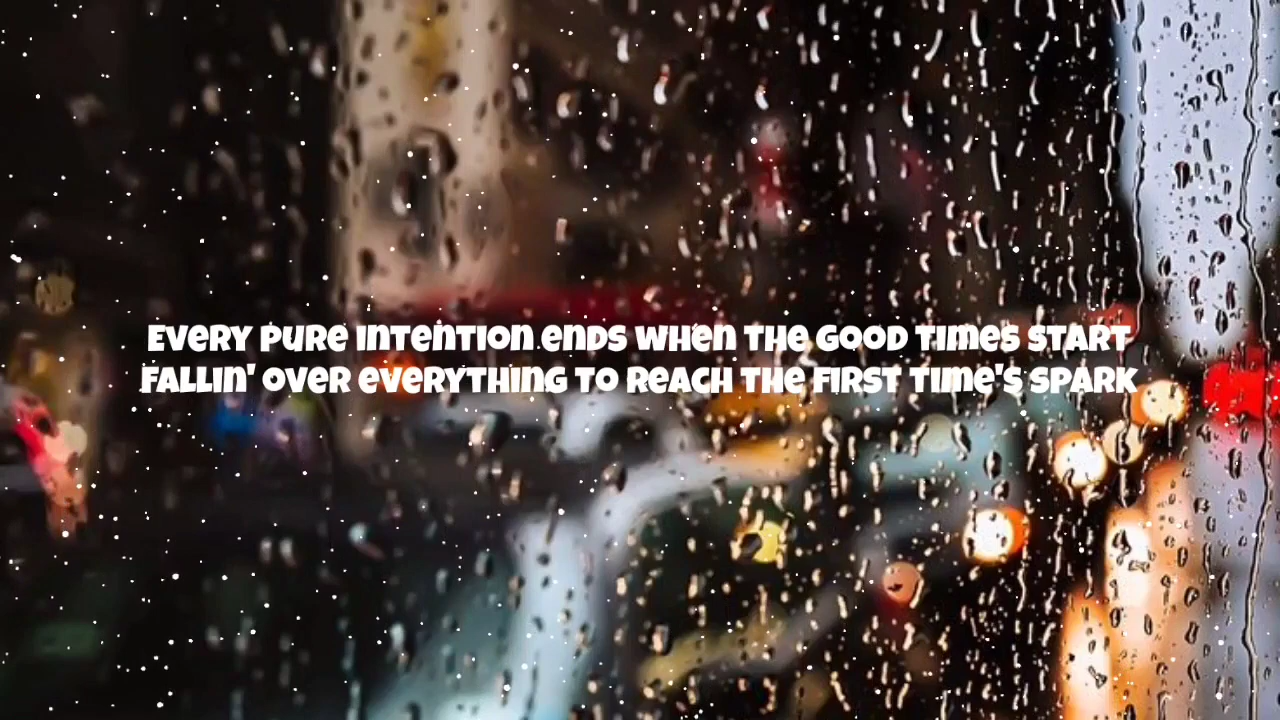 Every pure intention ends when the good times start
Fallin' over everything to reach the first time's spark